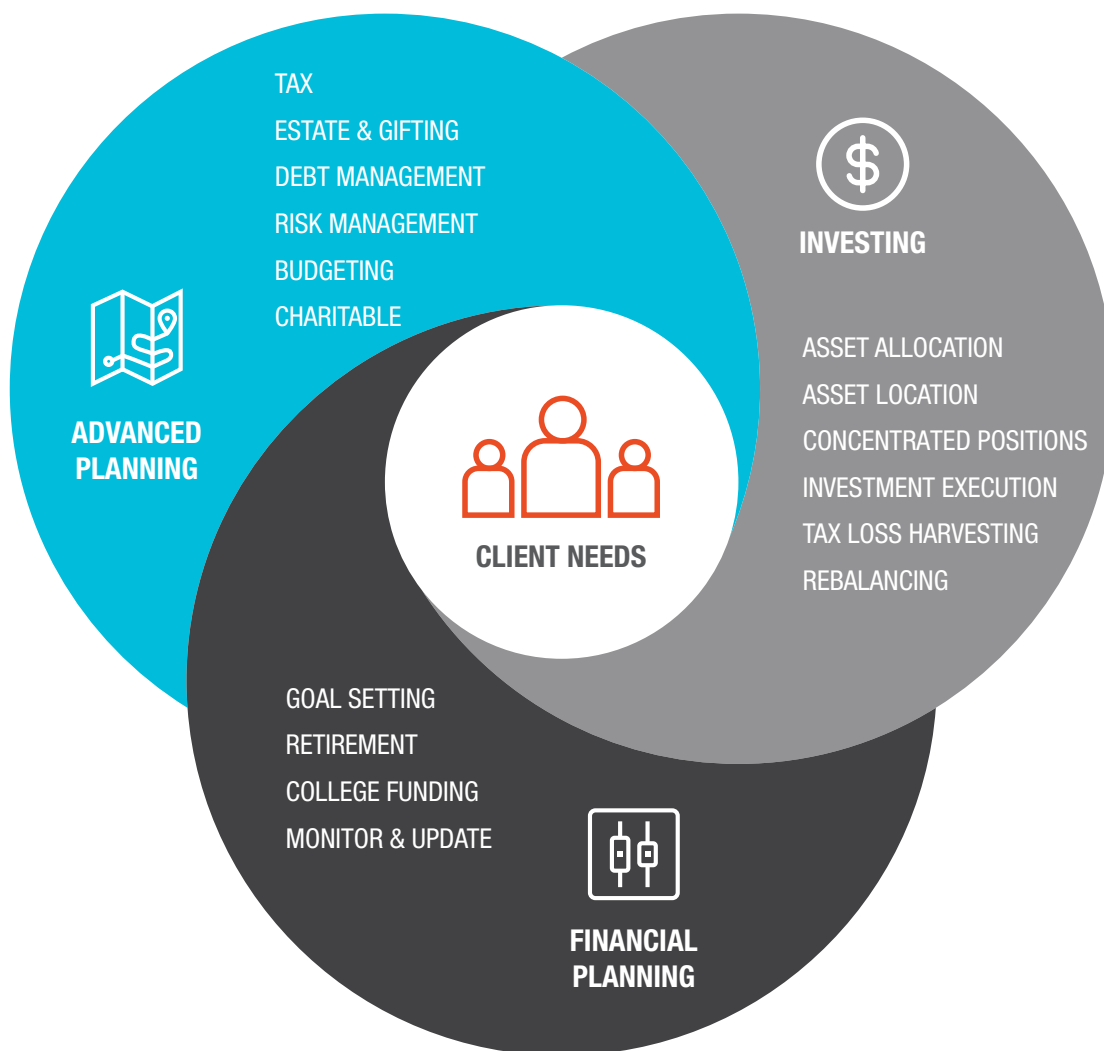 TAX
ESTATE & GIFTING
DEBT MANAGEMENT
RISK MANAGEMENT
BUDGETING
CHARITABLE
ADVANCED
PLANNING
$
INVESTING
ASSET ALLOCATION
ASSET LOCATION
CONCENTRATED POSITIONS
INVESTMENT EXECUTION
TAX LOSS HARVESTING
REBALANCING
CLIENT NEEDS
GOAL SETTING
RETIREMENT
COLLEGE FUNDING
MONITOR & UPDATE
FINANCIAL
PLANNING